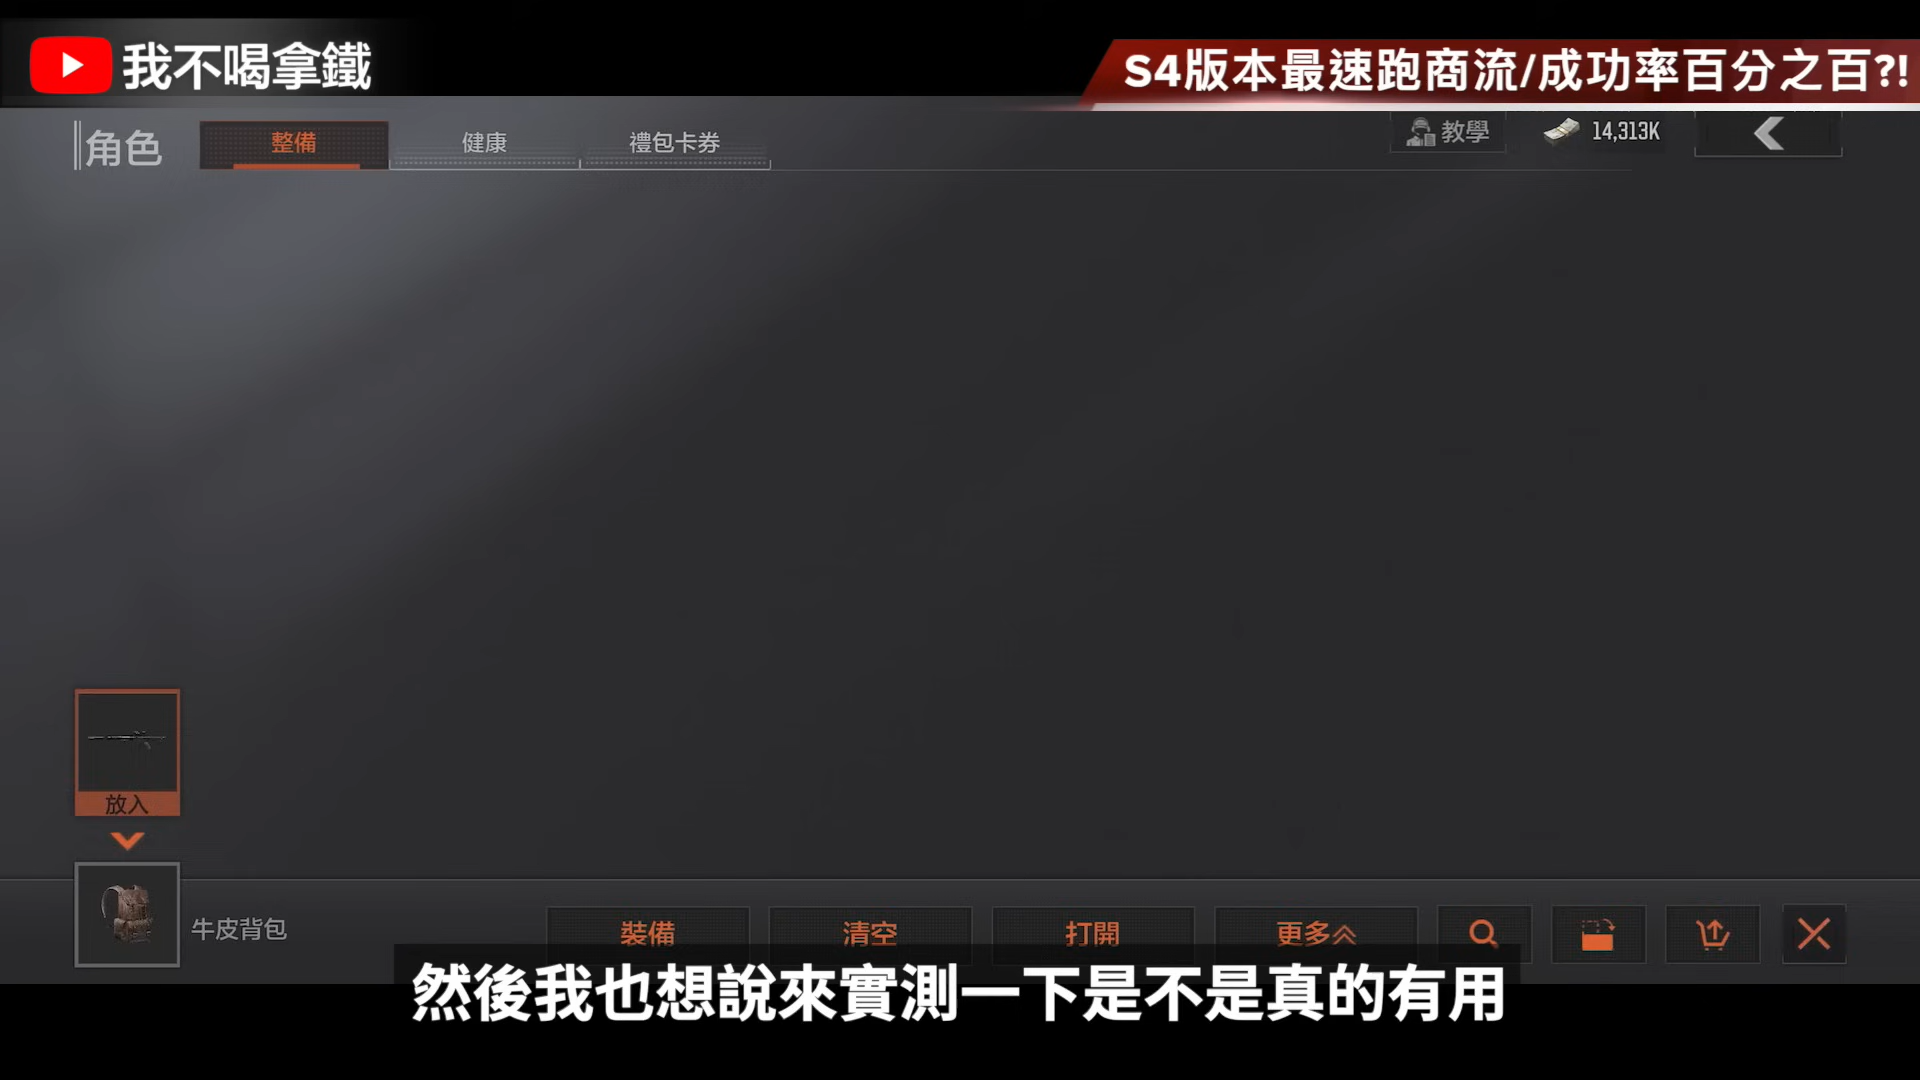 我不喝拿鐵
S4版本最速跑商流/成功率百分之百?!
角色
整備
健康
禮包卡券
教學
14,313K
放入
牛皮背包
裝備
清空
打開
更多
然後我也想說來實測一下是不是真的有用